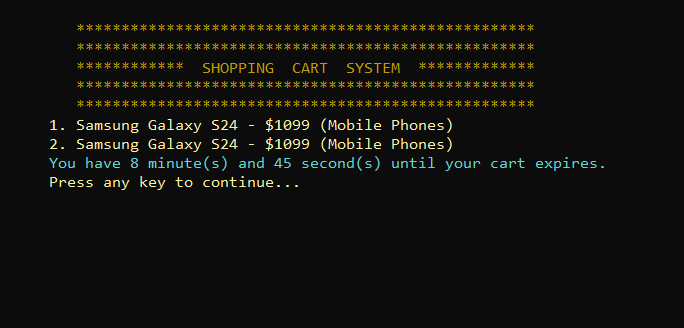 ***************************************************
***************************************************
************  SHOPPING  CART  SYSTEM  *************
***************************************************
***************************************************
1. Samsung Galaxy S24 - $1099 (Mobile Phones)
2. Samsung Galaxy S24 - $1099 (Mobile Phones)
You have 8 minute(s) and 45 second(s) until your cart expires.
Press any key to continue...